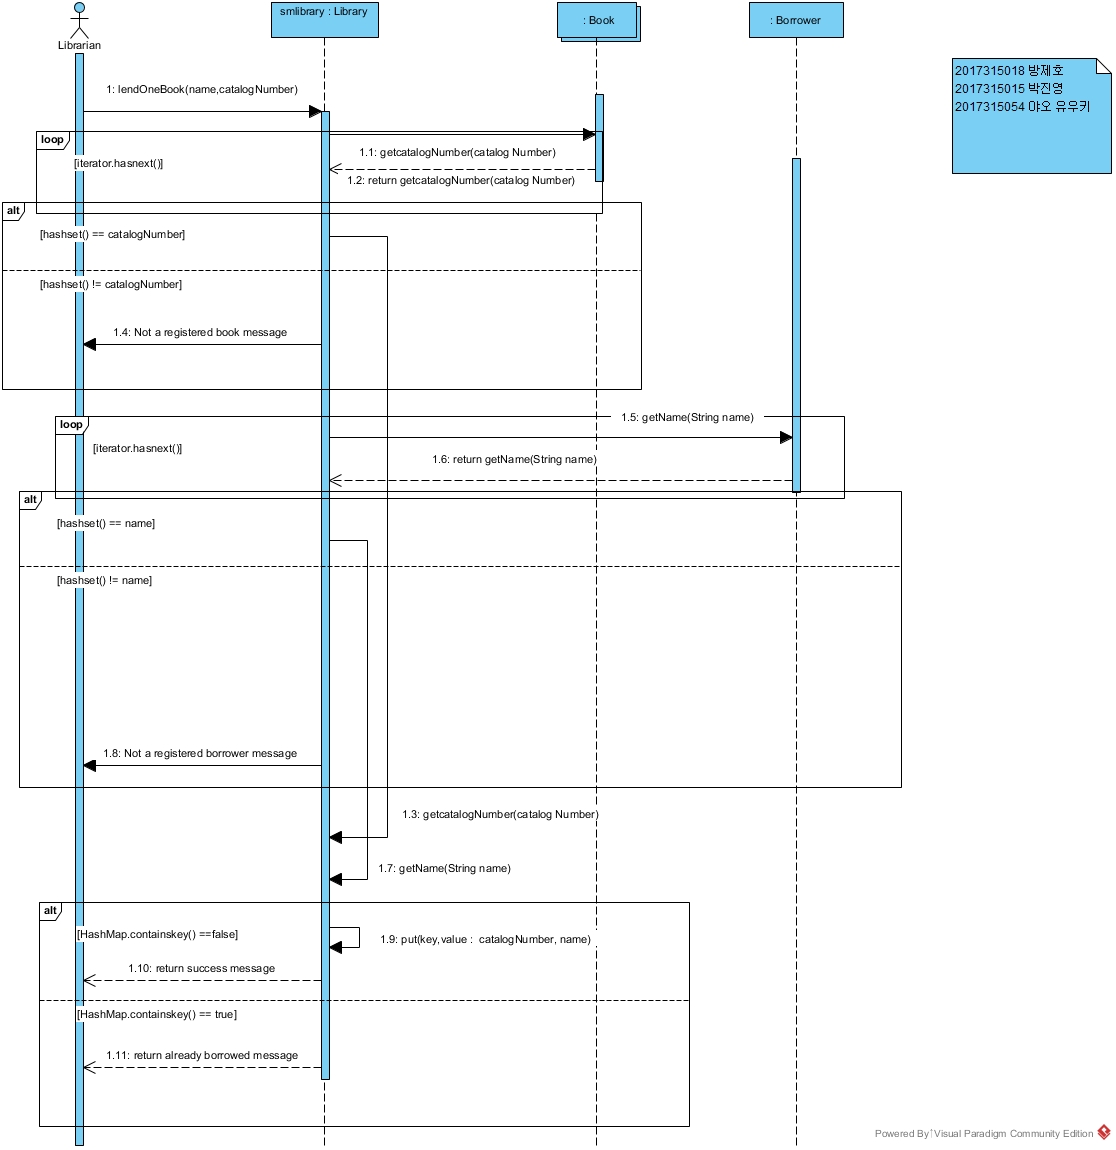 smlibrary : Library
: Book
: Borrower
Librarian
2017315018 방제호
2017315015 박진영
2017315054 야오 유우키
1: lendOneBook(name,catalogNumber)
loop
[iterator.hasnext()]
1.1: getcatalogNumber(catalog Number)
1.2: return getcatalogNumber(catalog Number)
alt
[hashset() == catalogNumber]
[hashset() != catalogNumber]
1.4: Not a registered book message
loop
1.5: getName(String name)
[iterator.hasnext()]
1.6: return getName(String name)
alt
[hashset() == name]
[hashset() != name]
1.8: Not a registered borrower message
1.3: getcatalogNumber(catalog Number)
1.7: getName(String name)
alt
[HashMap.containskey() ==false]
1.9: put(key,value : catalogNumber, name)
1.10: return success message
[HashMap.containskey() == true]
1.11: return already borrowed message
Powered By↑Visual Paradigm Community Edition